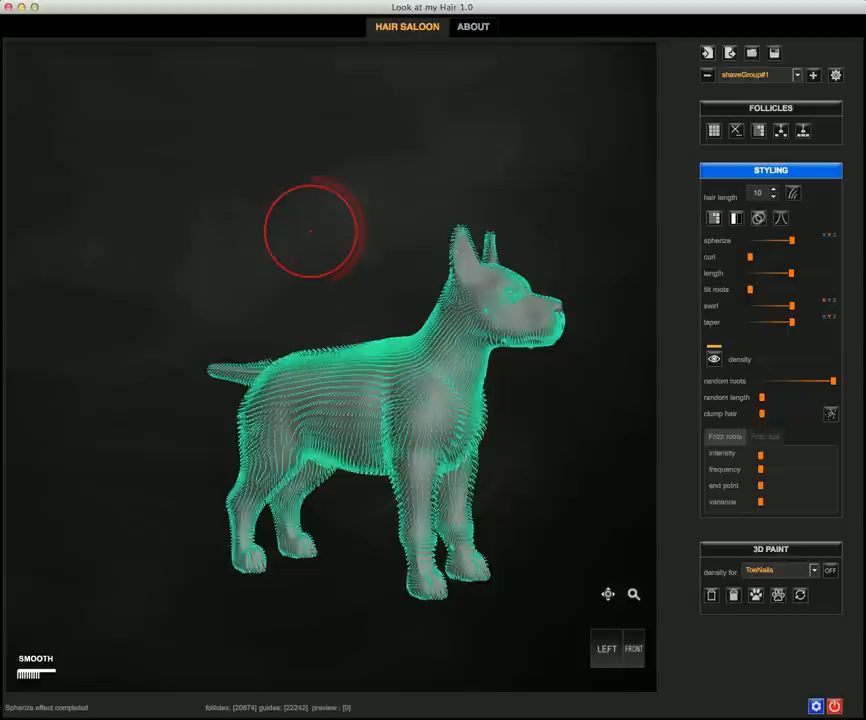 Look at my Hair 1.0
HAIR SALOON ABOUT
shaveGroup#1
FOLLICLES
STYLING
hair length 10
spherize X Y Z
curl
length
tilt roots
swirl X Y Z
taper X Y Z
density
random roots
random length
clump hair
Frizz roots Frizz tips
intensity
frequency
end point
variance
3D PAINT
density for ToeNails OFF
LEFT FRONT
SMOOTH
Spherize effect completed follicles: [20874] guides: [22242] preview : [0]